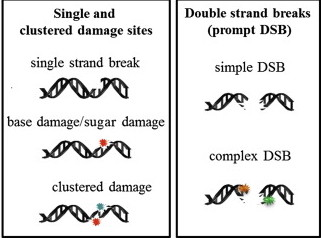 Single and
clustered damage sites
single strand break
base damage/sugar damage
clustered damage
Double strand breaks
(prompt DSB)
simple DSB
complex DSB